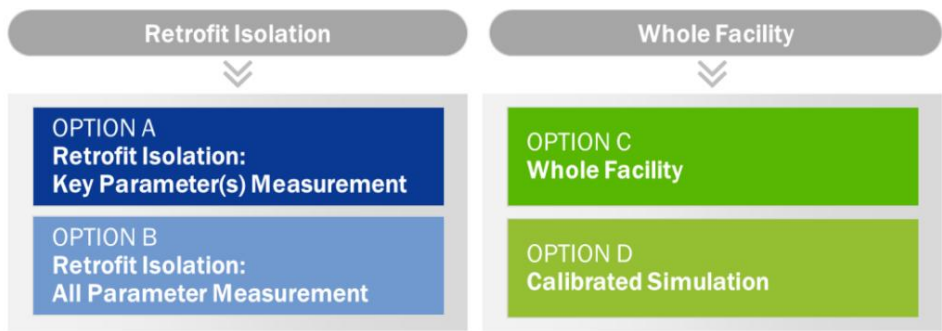 Retrofit Isolation
OPTION A
Retrofit Isolation:
Key Parameter(s) Measurement
OPTION B
Retrofit Isolation:
All Parameter Measurement
Whole Facility
OPTION C
Whole Facility
OPTION D
Calibrated Simulation